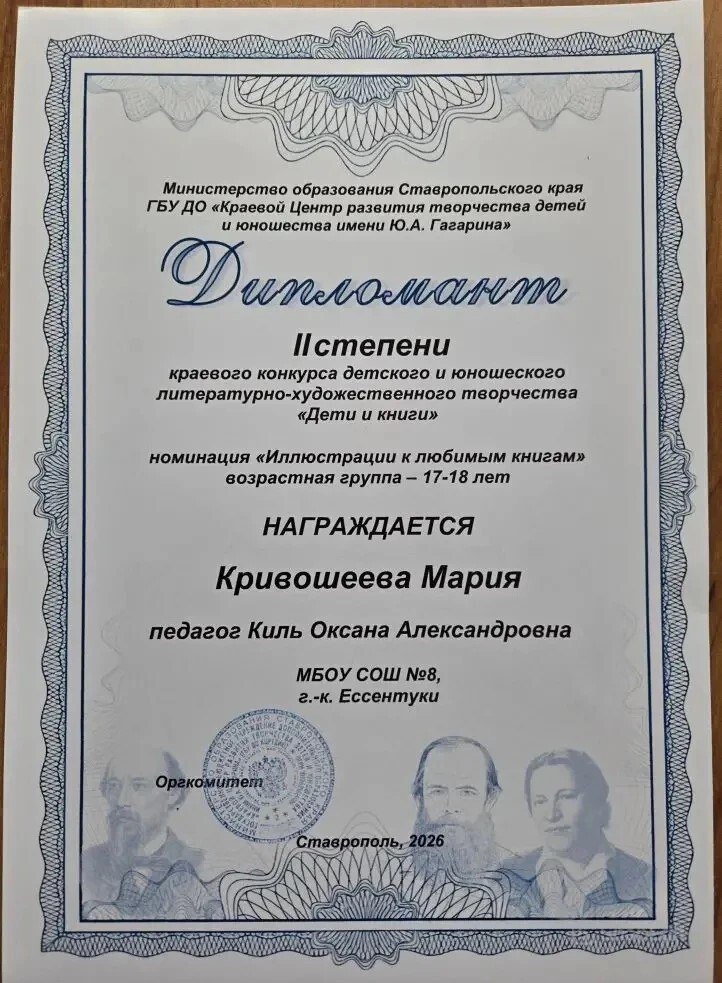 Министерство образования Ставропольского края
ГБУ ДО «Краевой Центр развития творчества детей
и юношества имени Ю.А. Гагарина»
Дипломант
II степени
краевого конкурса детского и юношеского
литературно-художественного творчества
«Дети и книги»
номинация «Иллюстрации к любимым книгам»
возрастная группа – 17-18 лет
НАГРАЖДАЕТСЯ
Кривошеева Мария
педагог Киль Оксана Александровна
МБОУ СОШ №8,
г.-к. Ессентуки
Оргкомитет
Ставрополь, 2026